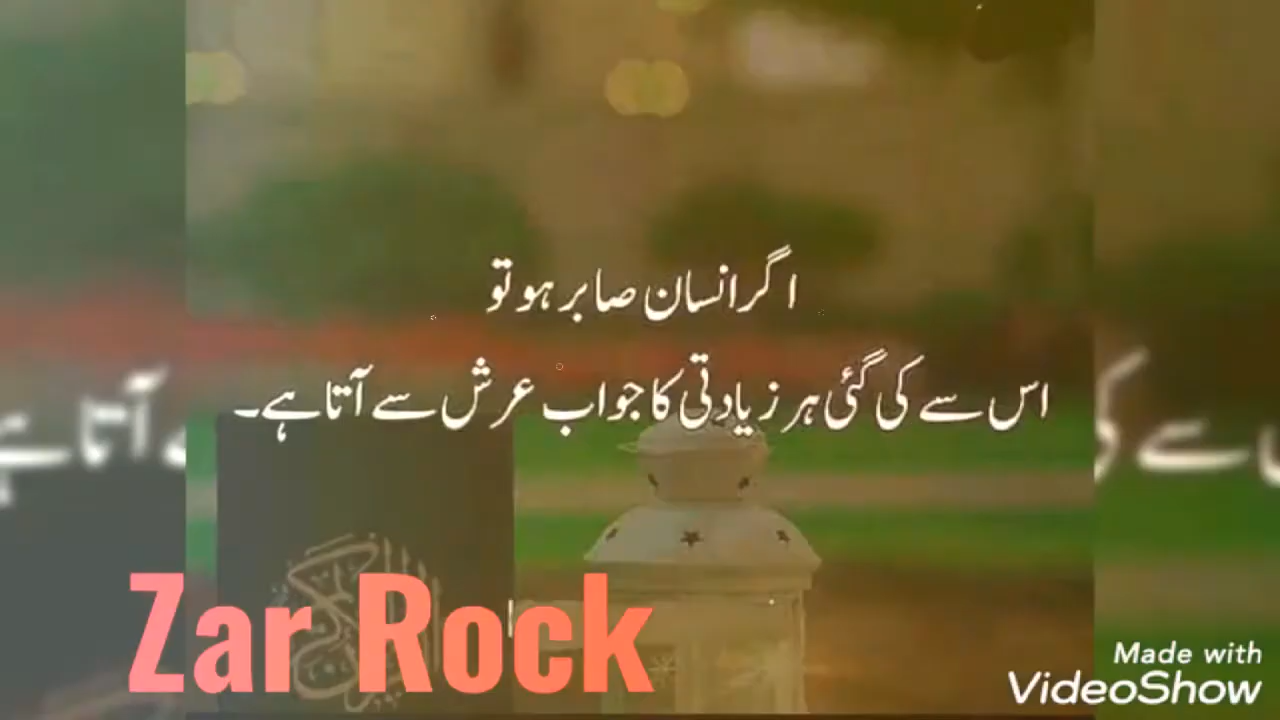 اگر انسان صابر ہو تو
اس سے کی گئی ہر زیادتی کا جواب عرش سے آتا ہے۔
Zar Rock
Made with
VideoShow